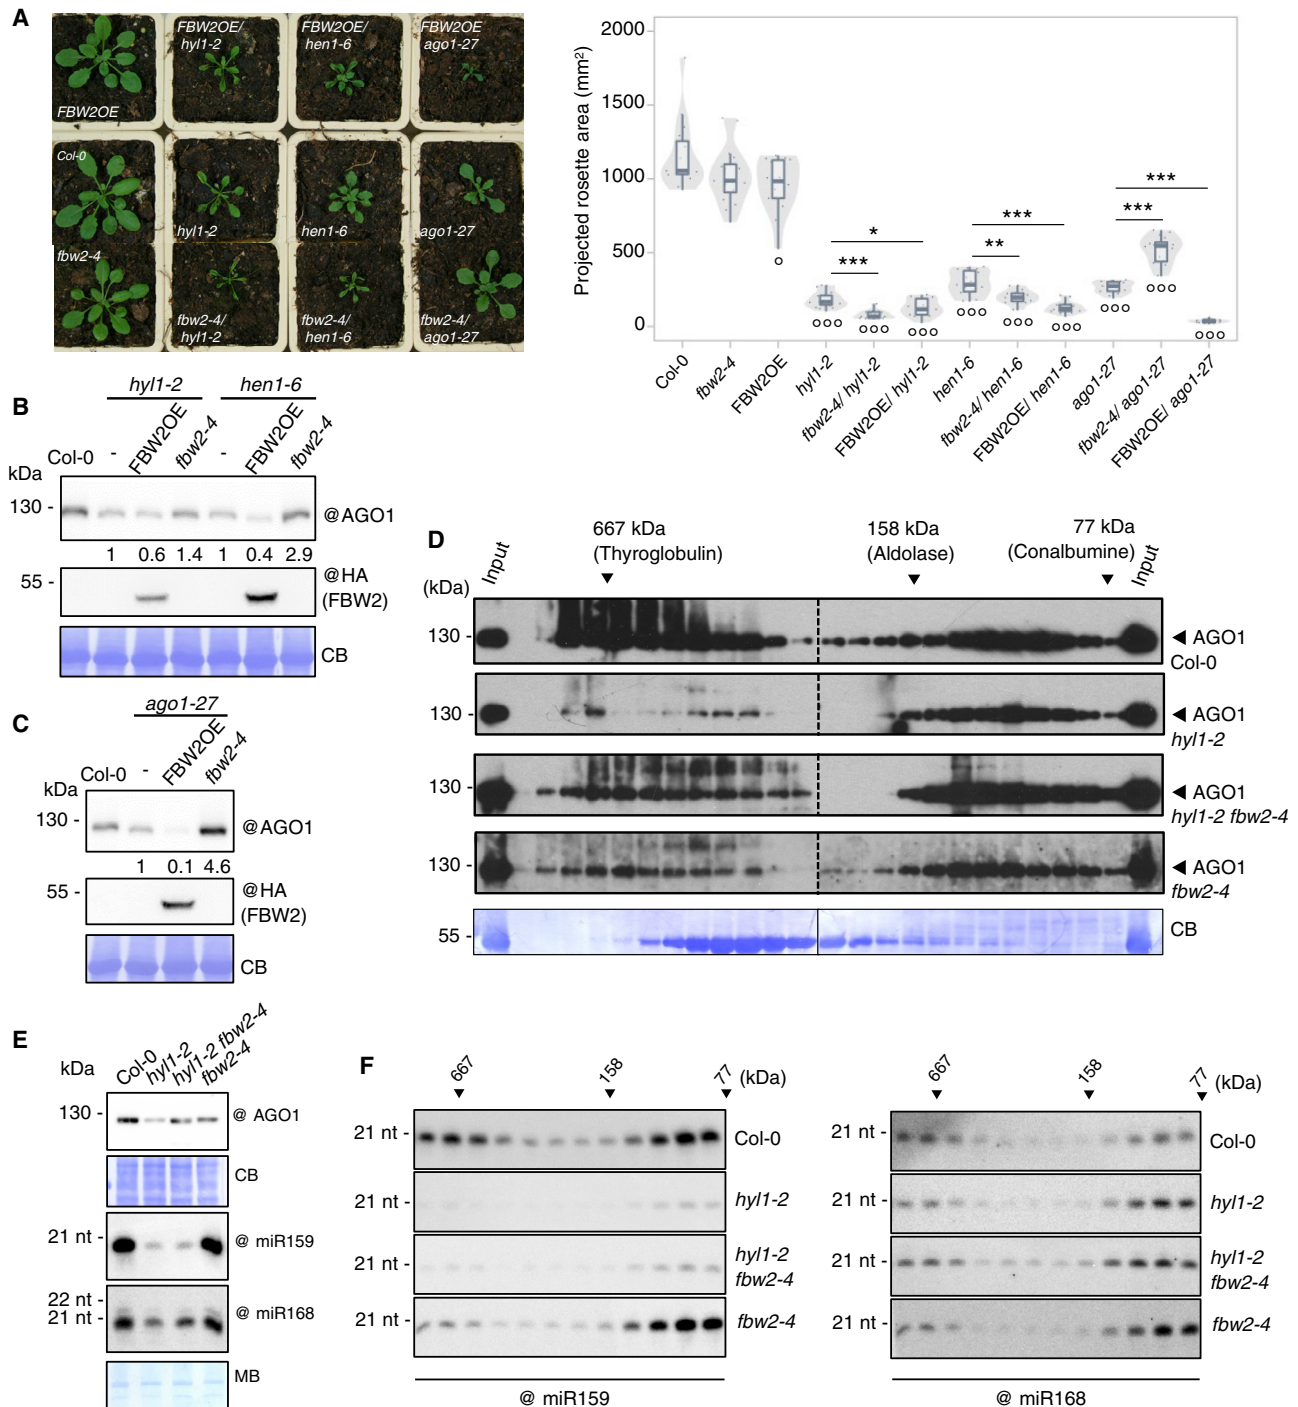 A
FBW2OE
FBW2OE/
hyl1-2
FBW2OE/
hen1-6
FBW2OE
ago1-27
Col-0
hyl1-2
hen1-6
ago1-27
fbw2-4
fbw2-4/
hyl1-2
fbw2-4/
hen1-6
fbw2-4/
ago1-27
Projected rosette area (mm²)
2000
1500
1000
500
0
*
***
***
**
***
***
Col-0
fbw2-4
FBW2OE
hyl1-2
fbw2-4/ hyl1-2
FBW2OE/ hyl1-2
hen1-6
fbw2-4/ hen1-6
FBW2OE/ hen1-6
ago1-27
fbw2-4/ ago1-27
FBW2OE/ ago1-27
B
hyl1-2
hen1-6
Col-0 - FBW2OE fbw2-4 - FBW2OE fbw2-4
kDa
130 -
@AGO1
1 0.6 1.4 1 0.4 2.9
55 -
@HA
(FBW2)
CB
C
ago1-27
Col-0 - FBW2OE fbw2-4
kDa
130 -
@AGO1
1 0.1 4.6
55 -
@HA
(FBW2)
CB
D
Input
667 kDa
(Thyroglobulin)
158 kDa
(Aldolase)
77 kDa
(Conalbumine)
Input
(kDa)
130 -
AGO1
Col-0
130 -
AGO1
hyl1-2
130 -
AGO1
hyl1-2 fbw2-4
130 -
AGO1
fbw2-4
55 -
CB
E
kDa
Col-0 hyl1-2 hyl1-2 fbw2-4 fbw2-4
130 -
@ AGO1
CB
21 nt -
@ miR159
22 nt -
21 nt -
@ miR168
MB
F
667 158 77 (kDa)
21 nt -
Col-0
21 nt -
hyl1-2
21 nt -
hyl1-2
fbw2-4
21 nt -
fbw2-4
@ miR159
667 158 77 (kDa)
21 nt -
Col-0
21 nt -
hyl1-2
21 nt -
hyl1-2
fbw2-4
21 nt -
fbw2-4
@ miR168